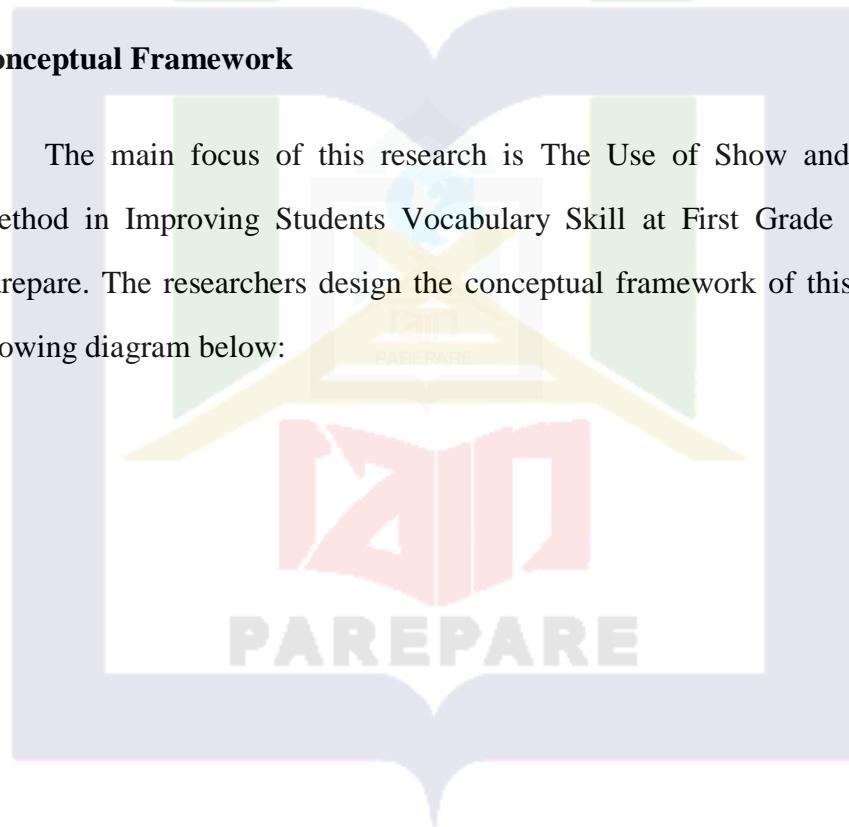 onceptual Framework
The main focus of this research is The Use of Show and
ethod in Improving Students Vocabulary Skill at First Grade
arepare. The researchers design the conceptual framework of this
owing diagram below:
PAREPARE
PAREPARE